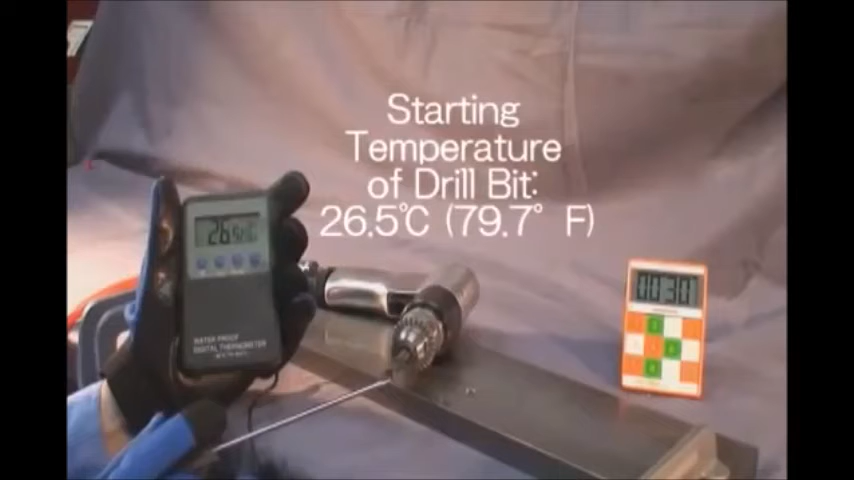 Starting
Temperature
of Drill Bit:
26.5°C (79.7° F)
26.5°C
00:30
WATER PROOF
DIGITAL THERMOMETER